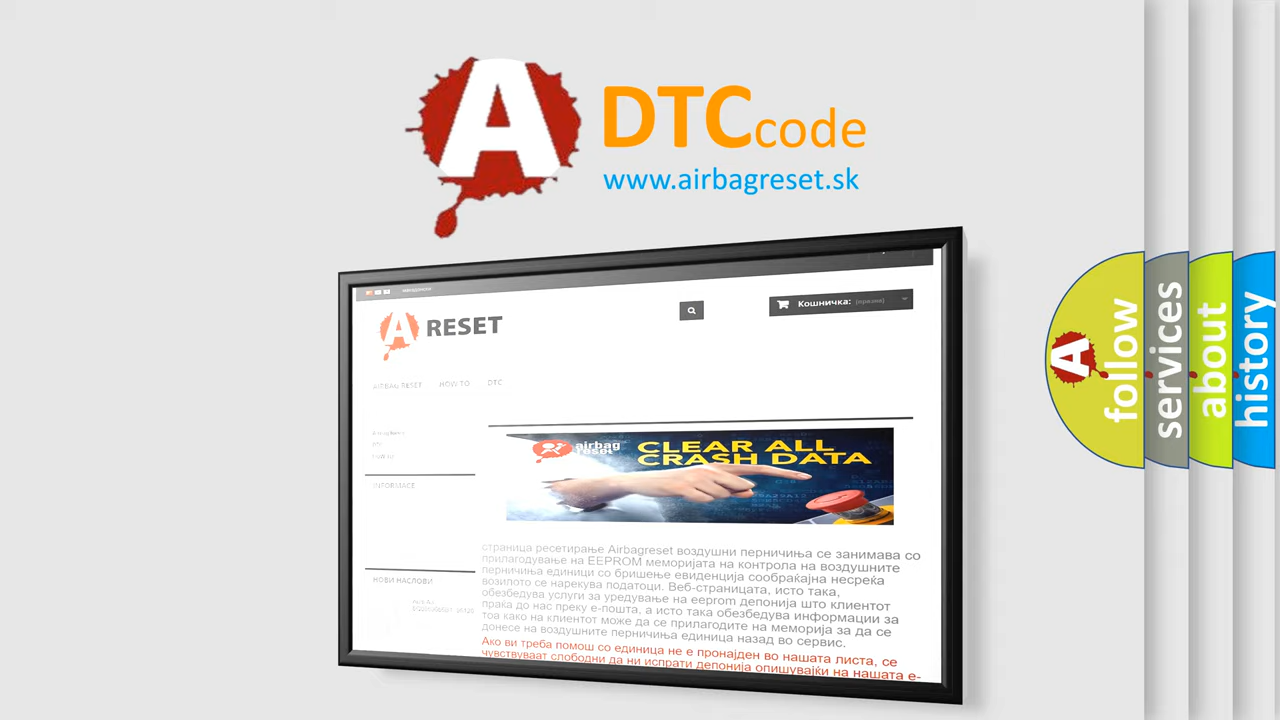 A
DTC code
www.airbagreset.sk
Кошничка: (празна)
A RESET
AIRBAG RESET HOW TO DTC
airbag
reset
CLEAR ALL
CRASH DATA
INFORMACE
страница ресетирање Airbagreset воздушни перничиња се занимава со
прилагодување на EEPROM меморијата на контрола на воздушните
перничиња единици со бришење евиденција сообраќајна несреќа
возилото се нарекува податоци. Веб-страницата, исто така,
обезбедува услуги за уредување на eeprom депонија што клиентот
праќа до нас преку е-пошта, а исто така обезбедува информации за
тоа како на клиентот може да се прилагодите на меморија за да се
донесе на воздушните перничиња единица назад во сервис.
НОВИ НАСЛОВИ
Ако ви треба помош со единица не е пронајден во нашата листа, се
чувствуваат слободни да ни испрати депонија опишувајќи на нашата е-
A
follow
services
about
history